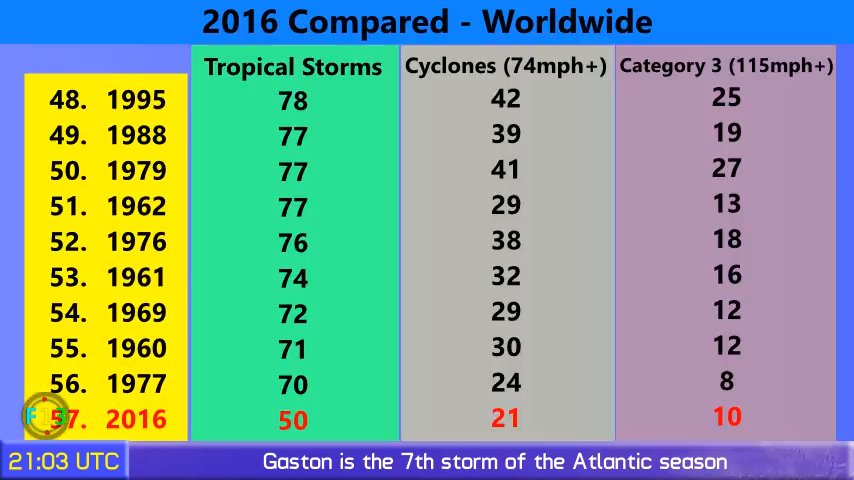 2016 Compared - Worldwide
Tropical Storms Cyclones (74mph+) Category 3 (115mph+)
48. 1995 78 42 25
49. 1988 77 39 19
50. 1979 77 41 27
51. 1962 77 29 13
52. 1976 76 38 18
53. 1961 74 32 16
54. 1969 72 29 12
55. 1960 71 30 12
56. 1977 70 24 8
57. 2016 50 21 10
21:03 UTC Gaston is the 7th storm of the Atlantic season